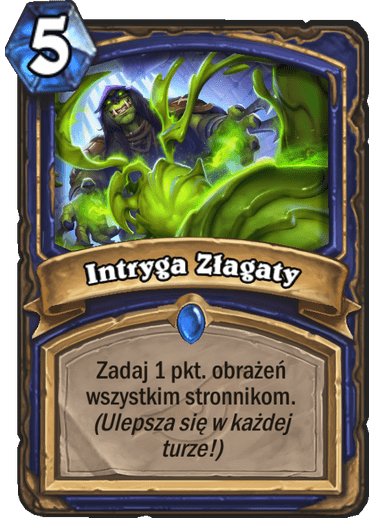 5
Intryga Złagaty
Zadaj 1 pkt. obrażeń
wszystkim stronnikom.
(Ulepsza się w każdej
turze!)